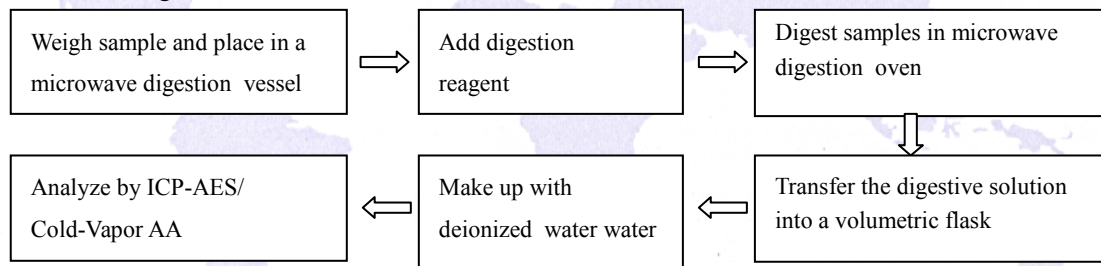 Weigh sample and place in a
microwave digestion vessel
Add digestion
reagent
Digest samples in microwave
digestion oven
Transfer the digestive solution
into a volumetric flask
Make up with
deionized water water
Analyze by ICP-AES/
Cold-Vapor AA